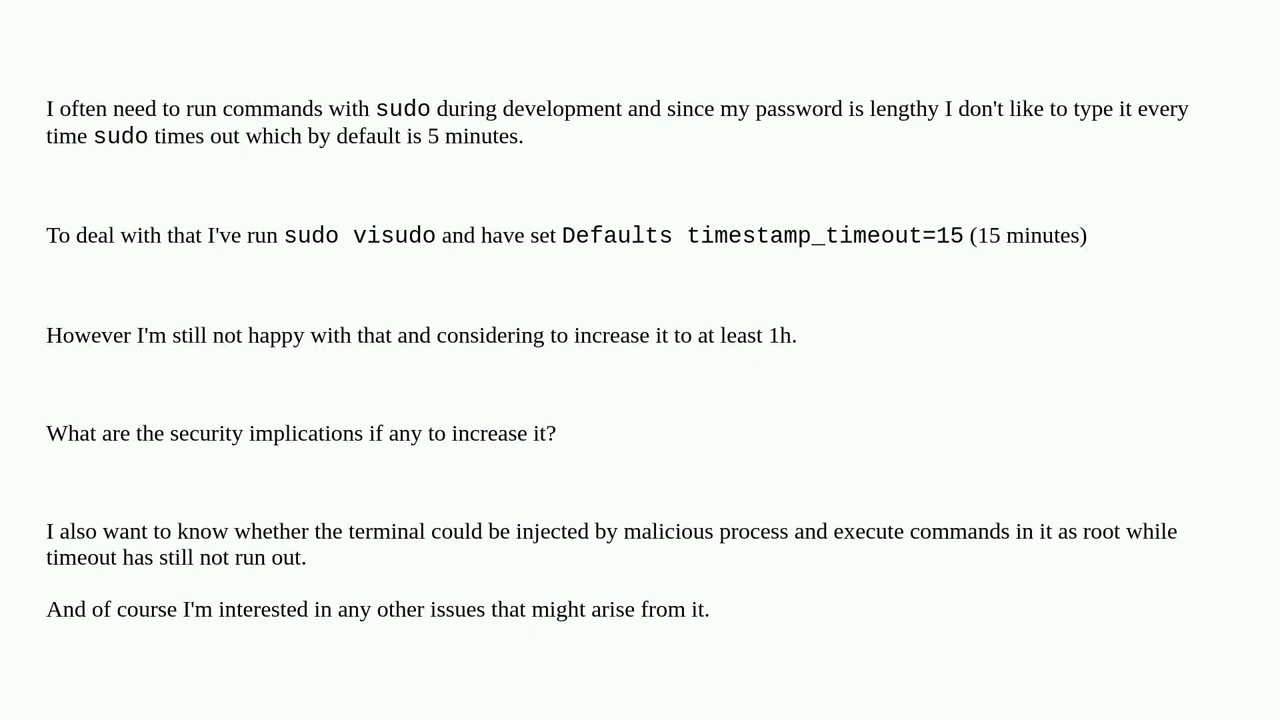 I often need to run commands with sudo during development and since my password is lengthy I don't like to type it every
time sudo times out which by default is 5 minutes.
To deal with that I've run sudo visudo and have set Defaults timestamp_timeout=15 (15 minutes)
However I'm still not happy with that and considering to increase it to at least 1h.
What are the security implications if any to increase it?
I also want to know whether the terminal could be injected by malicious process and execute commands in it as root while
timeout has still not run out.
And of course I'm interested in any other issues that might arise from it.